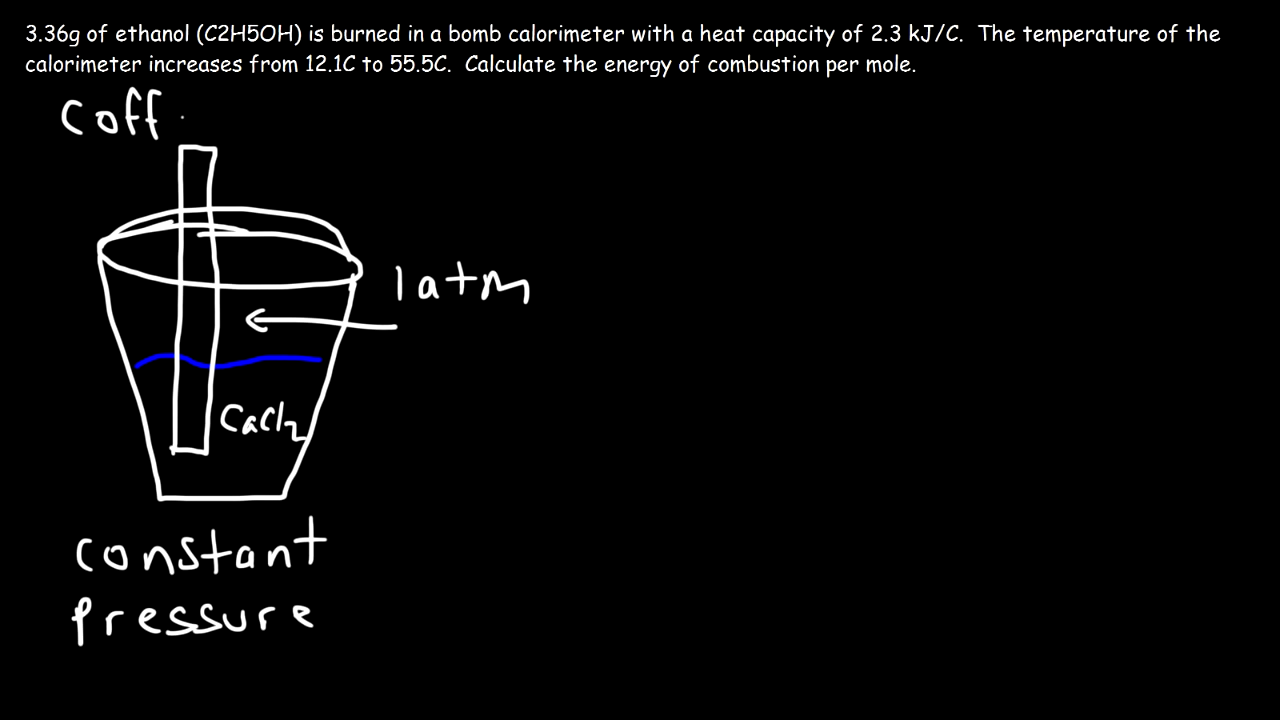 3.36g of ethanol (C2H5OH) is burned in a bomb calorimeter with a heat capacity of 2.3 kJ/C.  The temperature of the
calorimeter increases from 12.1C to 55.5C.  Calculate the energy of combustion per mole.
Coff
1atm
CaCl2
constant
pressure